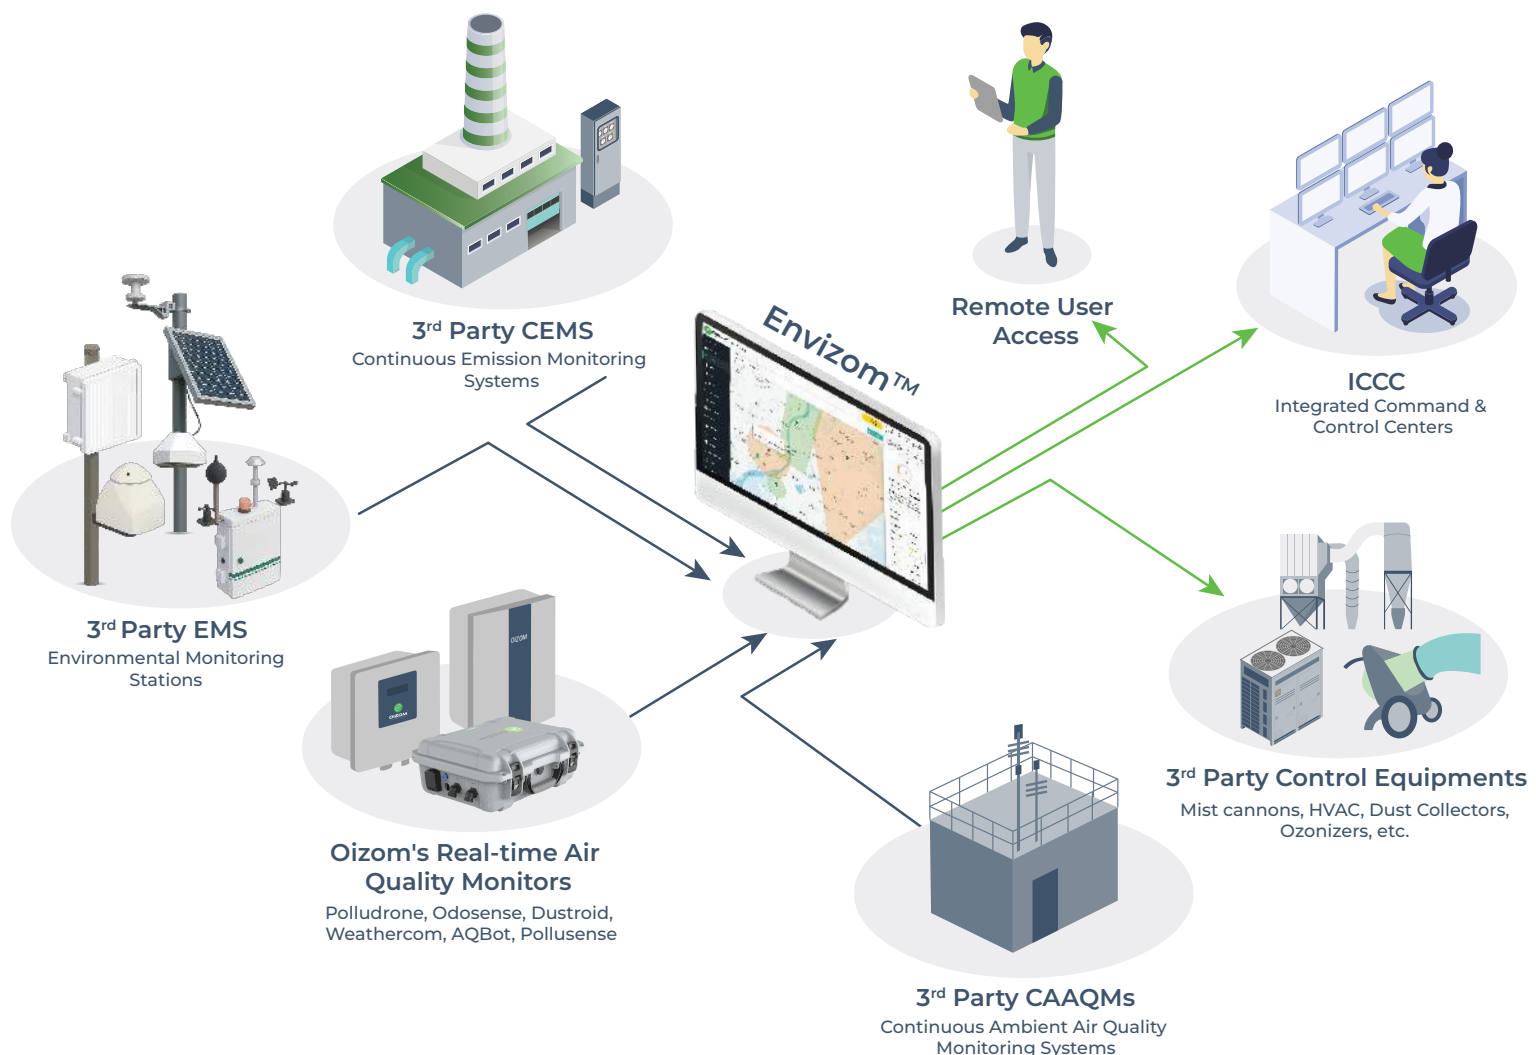 Envizom™
3rd Party CEMS
Continuous Emission Monitoring
Systems
Remote User
Access
ICCC
Integrated Command &
Control Centers
3rd Party EMS
Environmental Monitoring
Stations
OIZOM
OIZOM
Oizom's Real-time Air
Quality Monitors
Polludrone, Odosense, Dustroid,
Weathercom, AQBot, Pollusense
3rd Party Control Equipments
Mist cannons, HVAC, Dust Collectors,
Ozonizers, etc.
3rd Party CAAQMs
Continuous Ambient Air Quality
Monitoring Systems